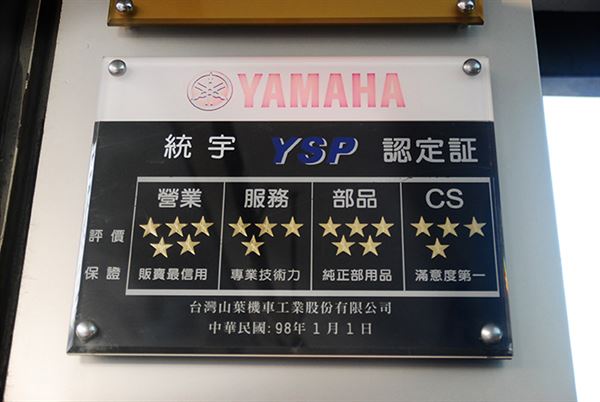 YAMAHA
統宇 YSP 認定証
營業 服務 部品 CS
評價
保證 販賣最信用 專業技術力 純正部用品 滿意度第一
台灣山葉機車工業股份有限公司
中華民國:98年1月1日